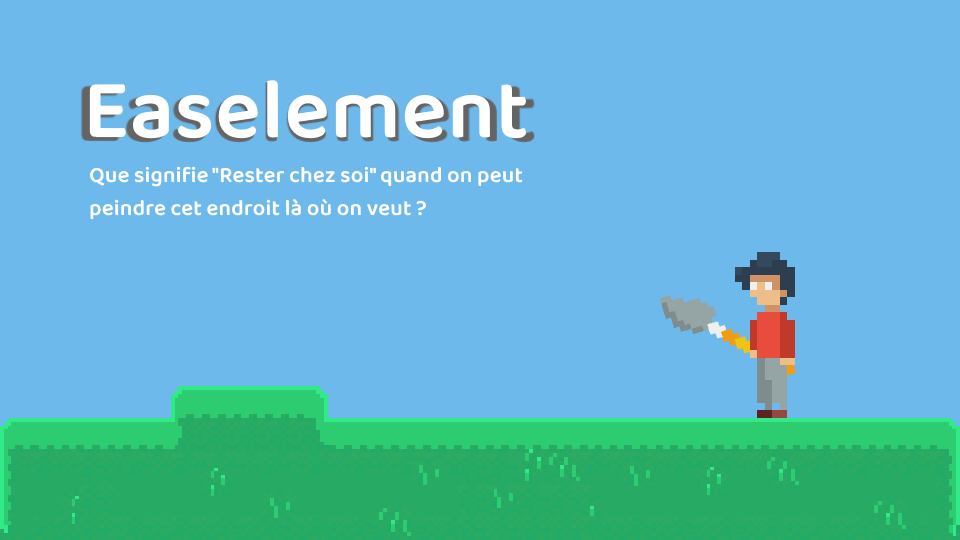 Easelement
Que signifie "Rester chez soi" quand on peut
peindre cet endroit là où on veut ?